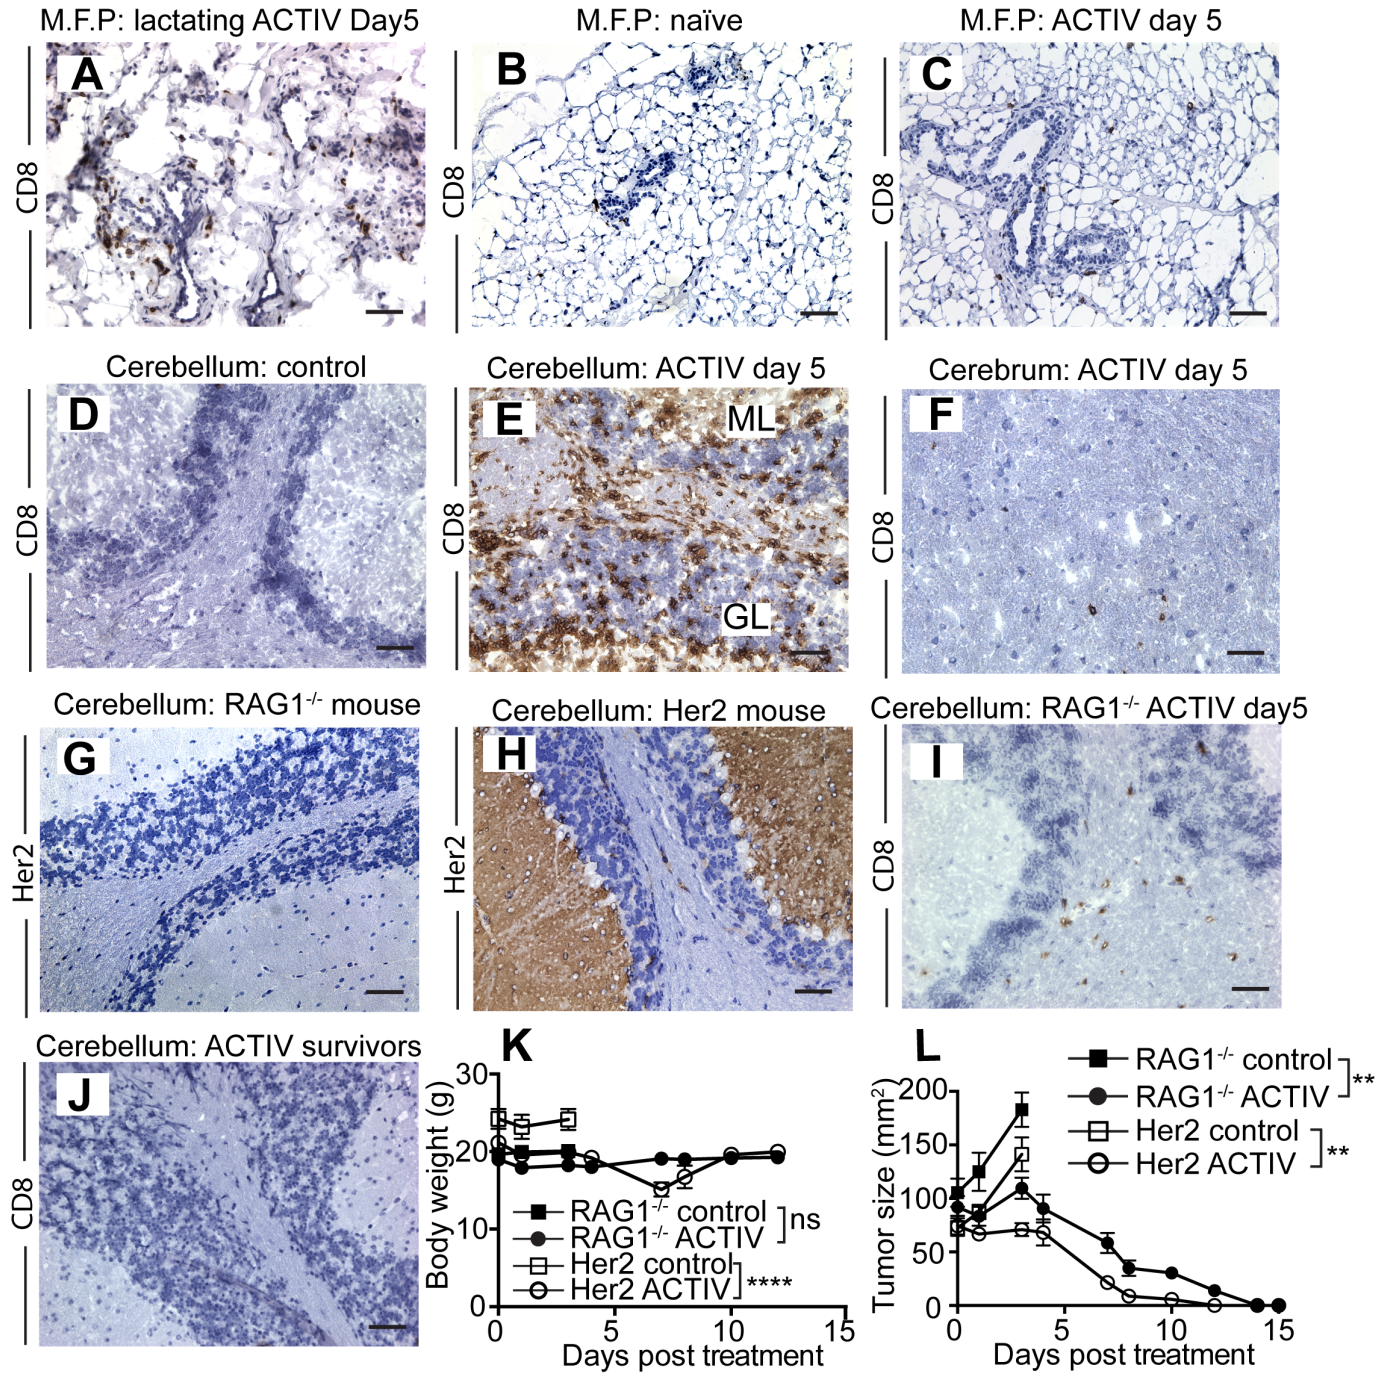 M.F.P: lactating ACTIV Day5
M.F.P: naïve
M.F.P: ACTIV day 5
CD8
A
CD8
B
CD8
C
Cerebellum: control
Cerebellum: ACTIV day 5
Cerebrum: ACTIV day 5
CD8
D
CD8
E
ML
GL
CD8
F
Cerebellum: RAG1-/- mouse
Cerebellum: Her2 mouse
Cerebellum: RAG1-/- ACTIV day5
Her2
G
Her2
H
CD8
I
Cerebellum: ACTIV survivors
CD8
J
K
Body weight (g)
30
20
10
0
RAG1-/- control
RAG1-/- ACTIV
ns
Her2 control
Her2 ACTIV
****
0 5 10 15
Days post treatment
L
RAG1-/- control
RAG1-/- ACTIV
**
Her2 control
Her2 ACTIV
**
Tumor size (mm2)
200
150
100
50
0
0 5 10 15
Days post treatment